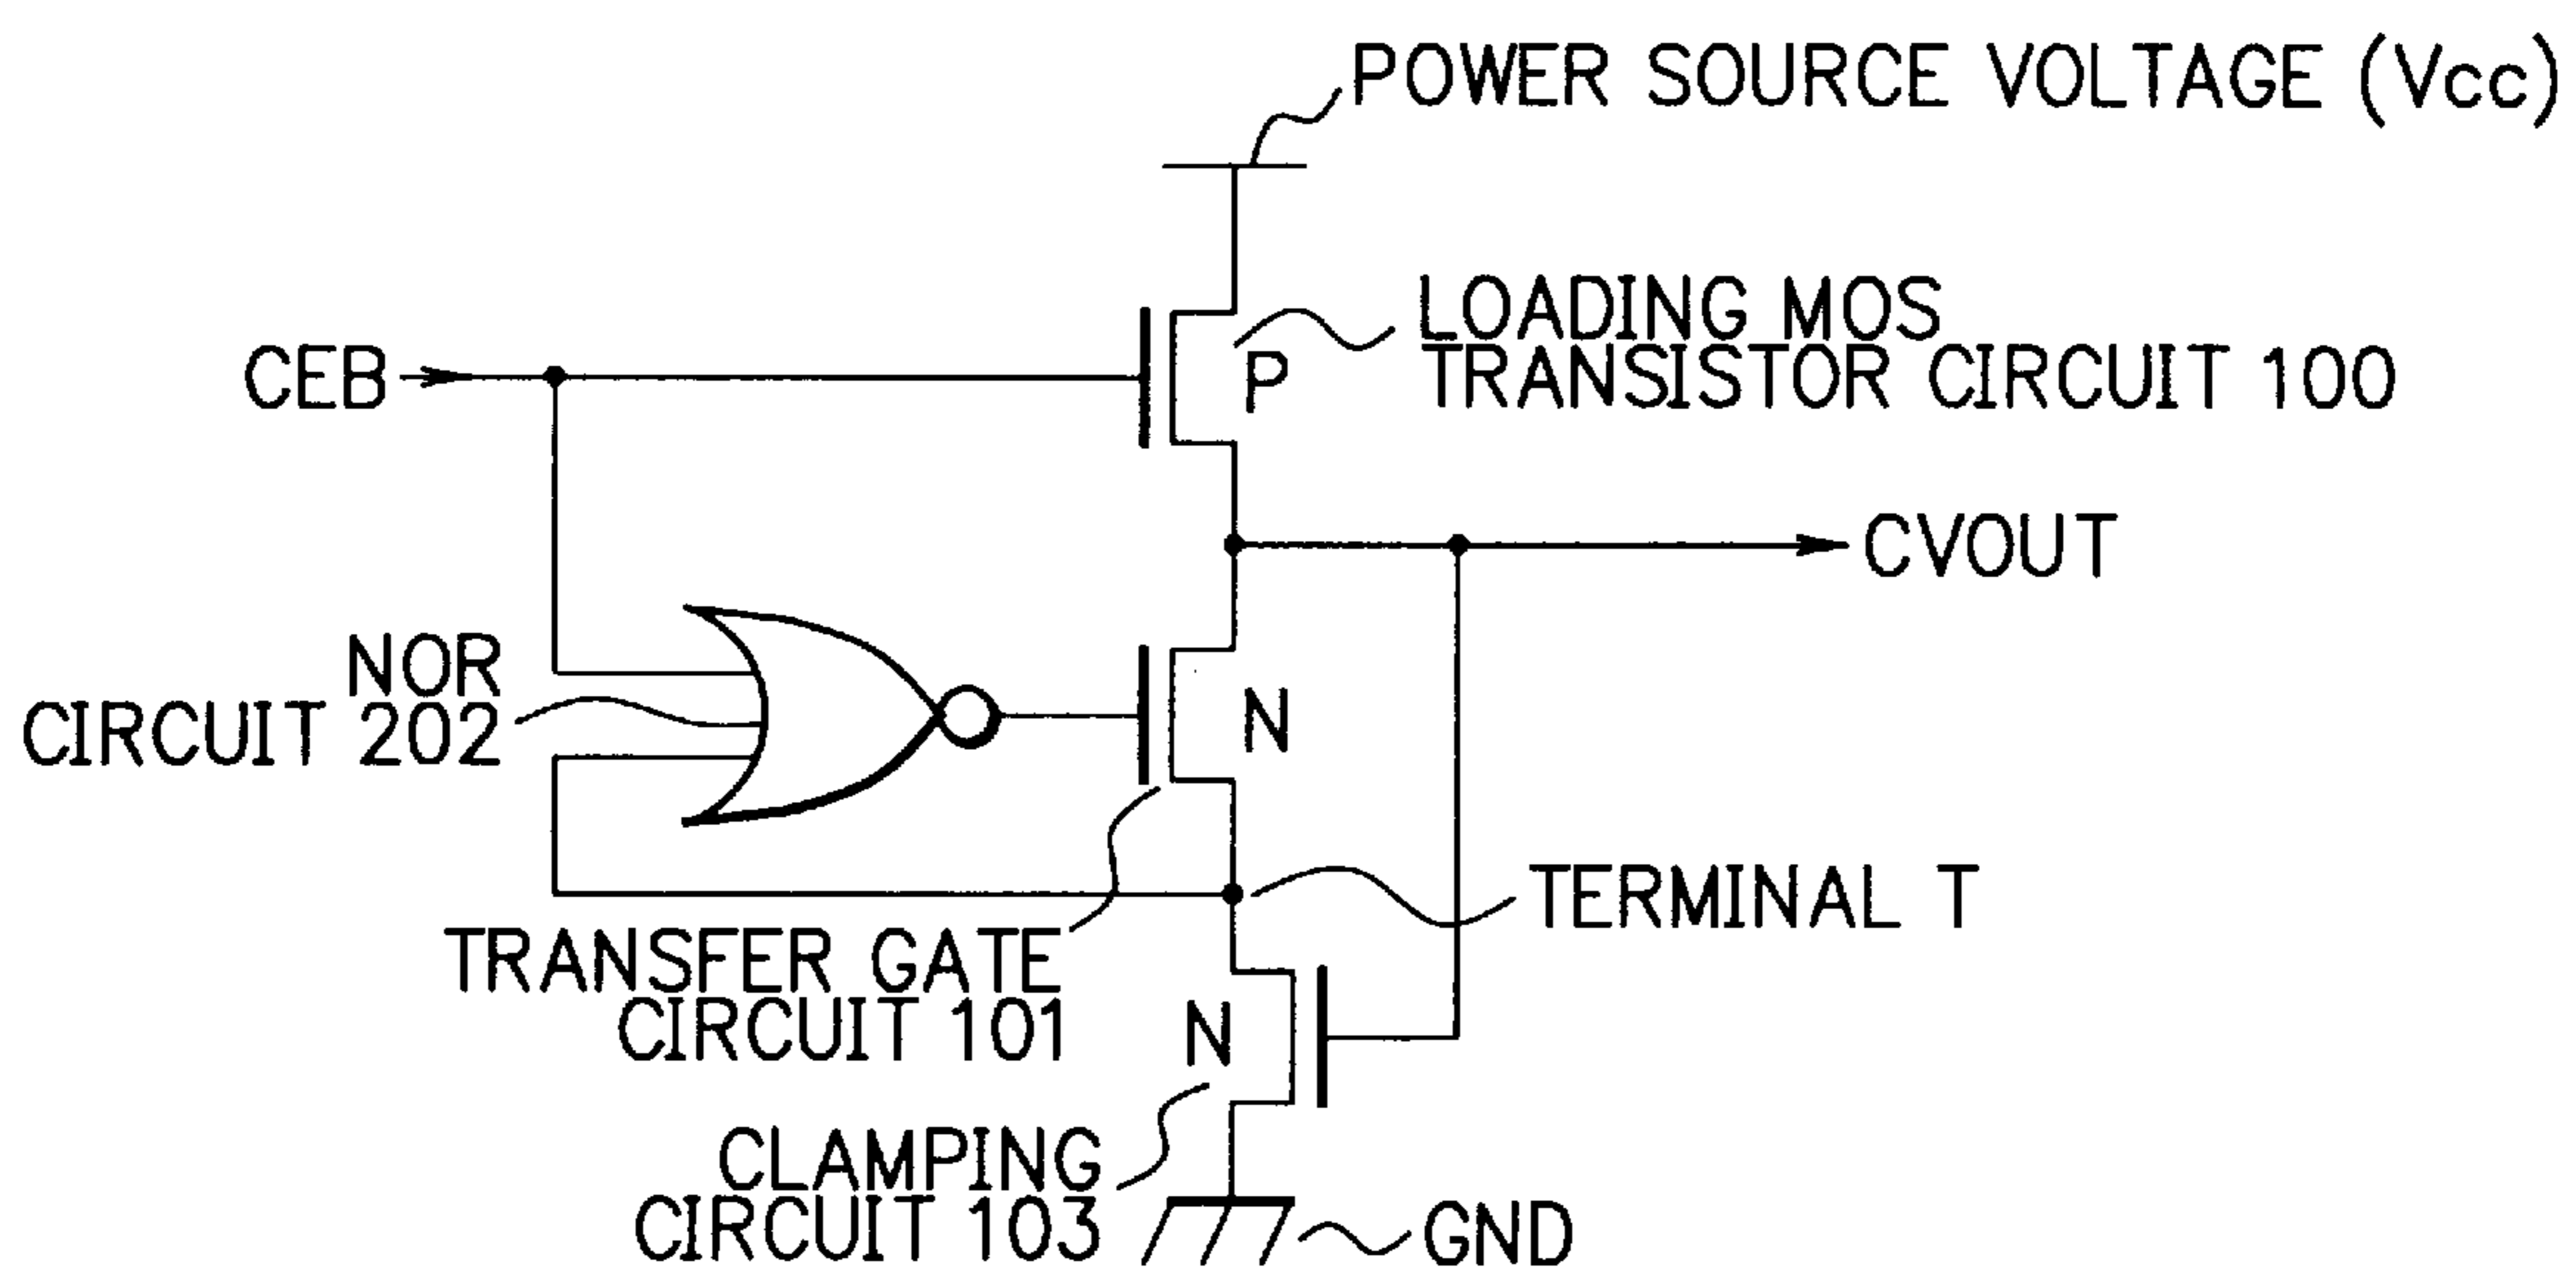 POWER SOURCE VOLTAGE (Vcc)
LOADING MOS
TRANSISTOR CIRCUIT 100
P
CEB
CVOUT
NOR
CIRCUIT 202
N
TERMINAL T
TRANSFER GATE
CIRCUIT 101
N
CLAMPING
CIRCUIT 103
GND